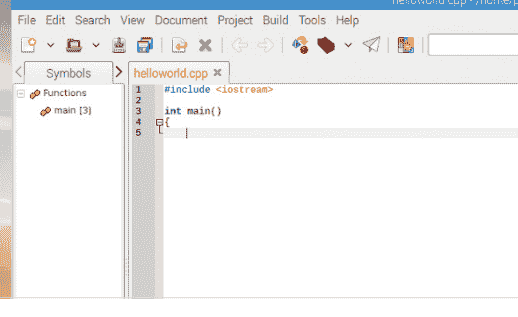 helloworld.cpp - /home/p
File Edit Search View Document Project Build Tools Help
Symbols
helloworld.cpp
Functions
main [3]
1 #include <iostream>
2
3 int main()
4 {
5